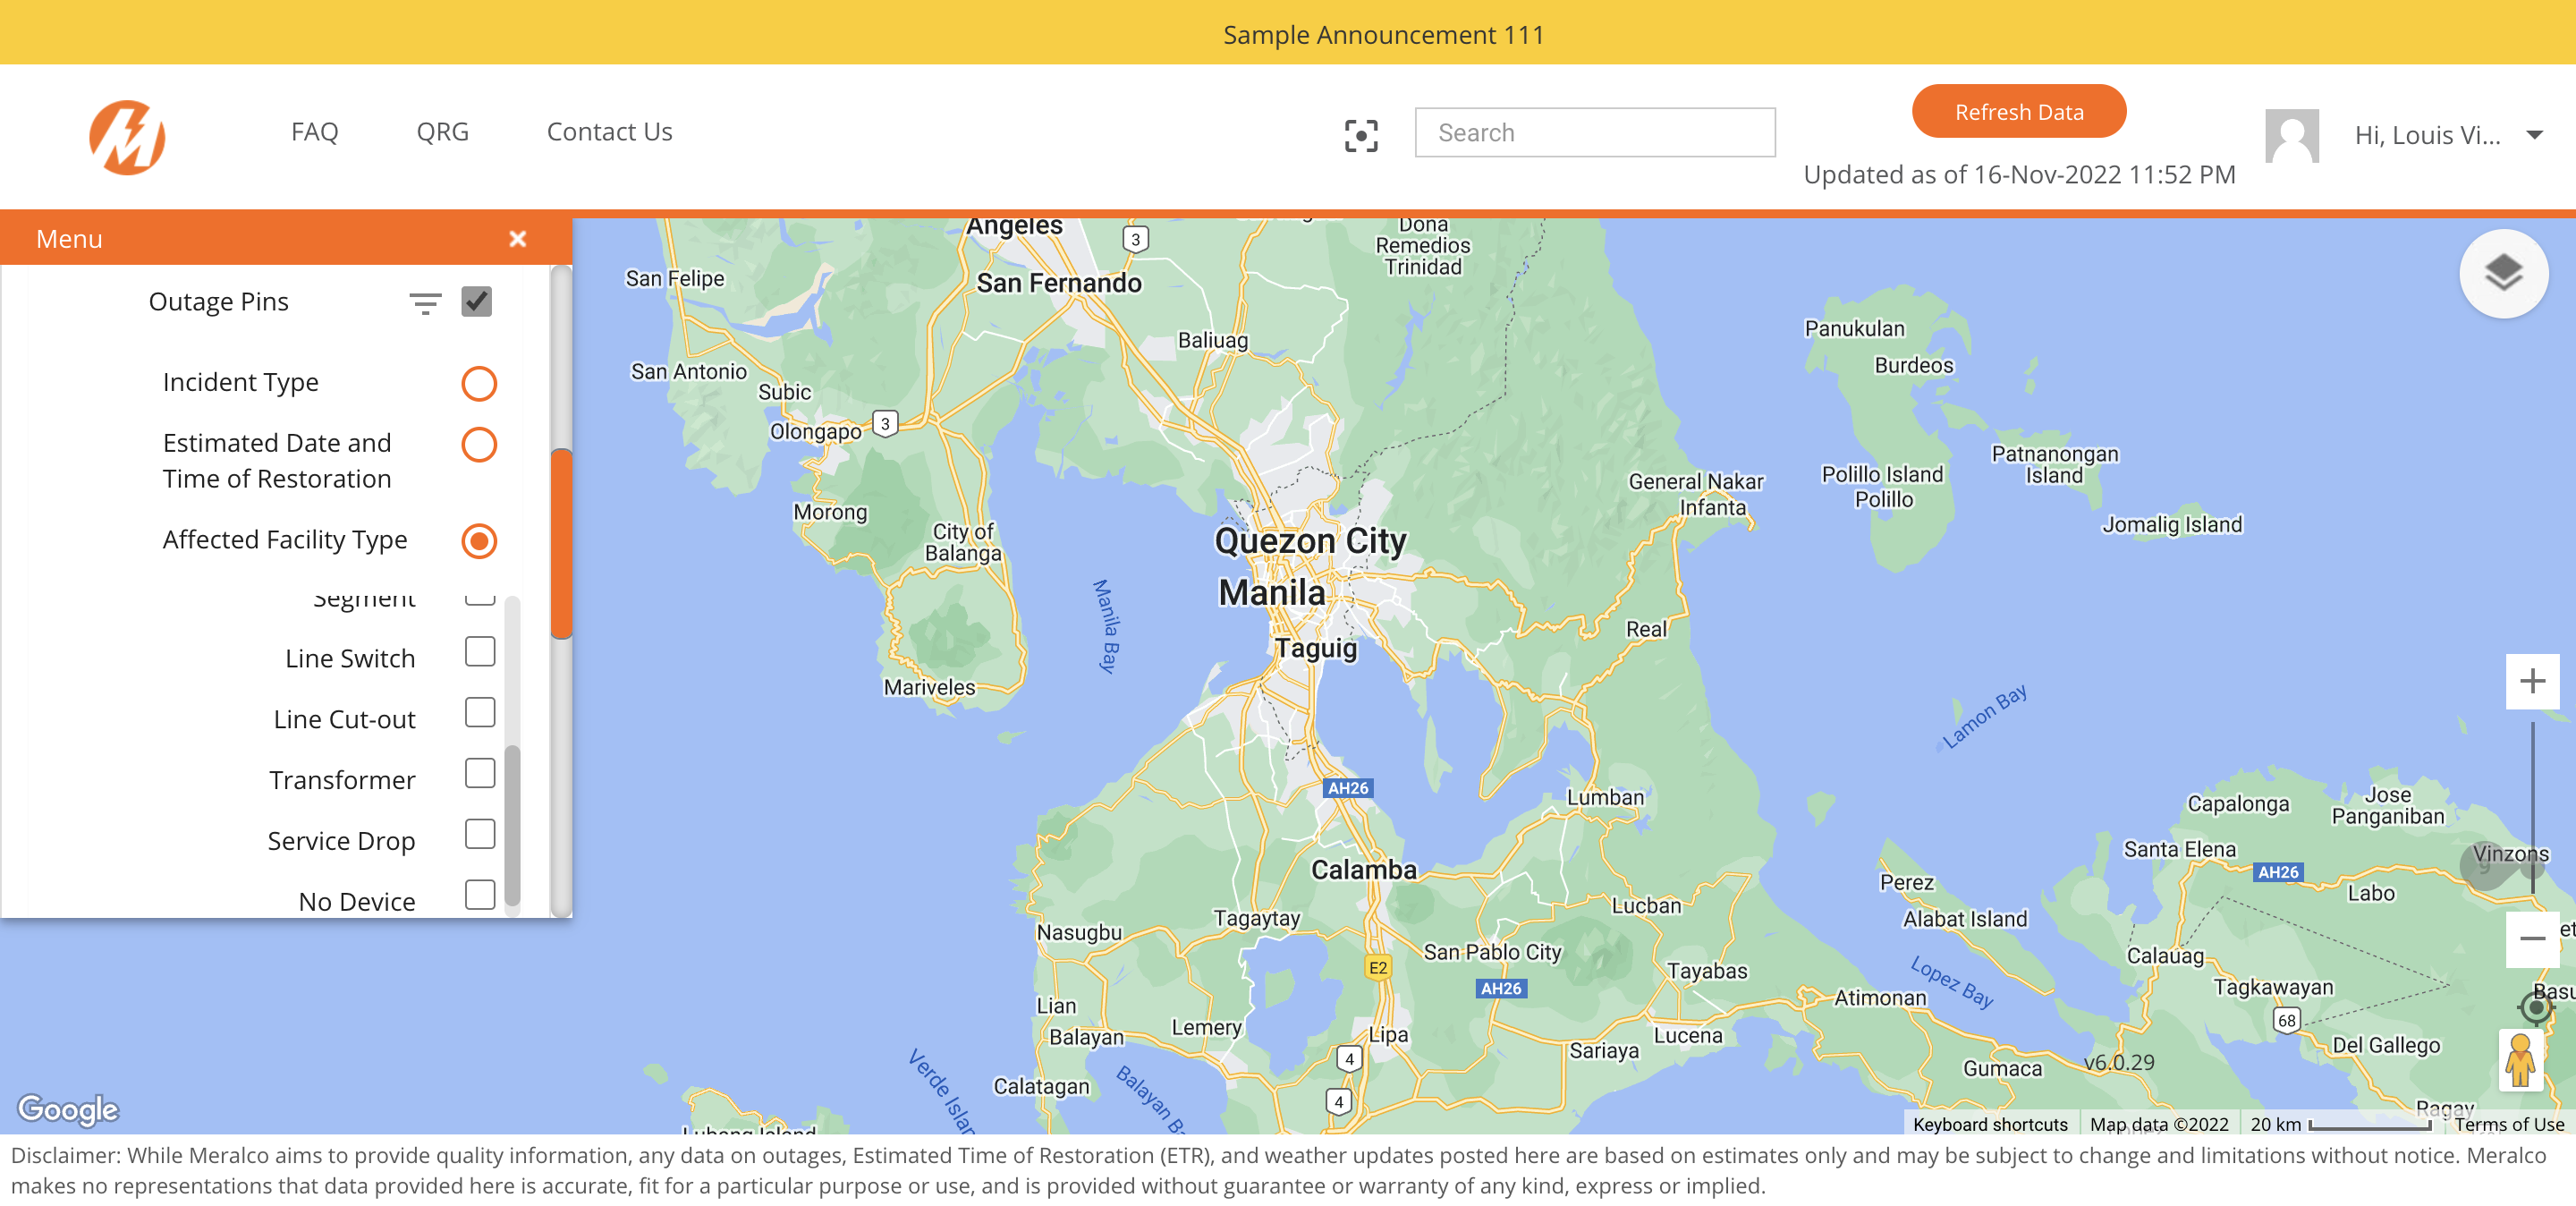 Sample Announcement 111
FAQ
QRG
Contact Us
Search
Refresh Data
Updated as of 16-Nov-2022 11:52 PM
Hi, Louis Vi...
Menu
Outage Pins
Incident Type
Estimated Date and
Time of Restoration
Affected Facility Type
Segment
Line Switch
Line Cut-out
Transformer
Service Drop
No Device
Angeles
3
San Fernando
San Felipe
Dona
Remedios
Trinidad
Baliuag
San Antonio
Subic
Olongapo
3
Panukulan
Burdeos
Patnanongan
Island
Polillo Island
Polillo
Jomalig Island
General Nakar
Infanta
Morong
City of
Balanga
Quezon City
Manila
Manila Bay
Taguig
Real
Mariveles
Lamon Bay
AH26
Lumban
Capalonga
Jose
Panganiban
Santa Elena
AH26
Vinzons
9
Labo
Calamba
Perez
Alabat Island
Lucban
Tagaytay
Nasugbu
San Pablo City
E2
AH26
Tayabas
Lopez Bay
Calauag
Tagkawayan
68
Atimonan
Lian
Balayan
Lemery
Lipa
Lucena
Sariaya
Del Gallego
4
v6.0.29
Gumaca
Verde Islan
Calatagan
Balayan B
4
Ragay
Lubang Island
Google
Keyboard shortcuts
Map data ©2022
20 km
Terms of Use
Disclaimer: While Meralco aims to provide quality information, any data on outages, Estimated Time of Restoration (ETR), and weather updates posted here are based on estimates only and may be subject to change and limitations without notice. Meralco
makes no representations that data provided here is accurate, fit for a particular purpose or use, and is provided without guarantee or warranty of any kind, express or implied.